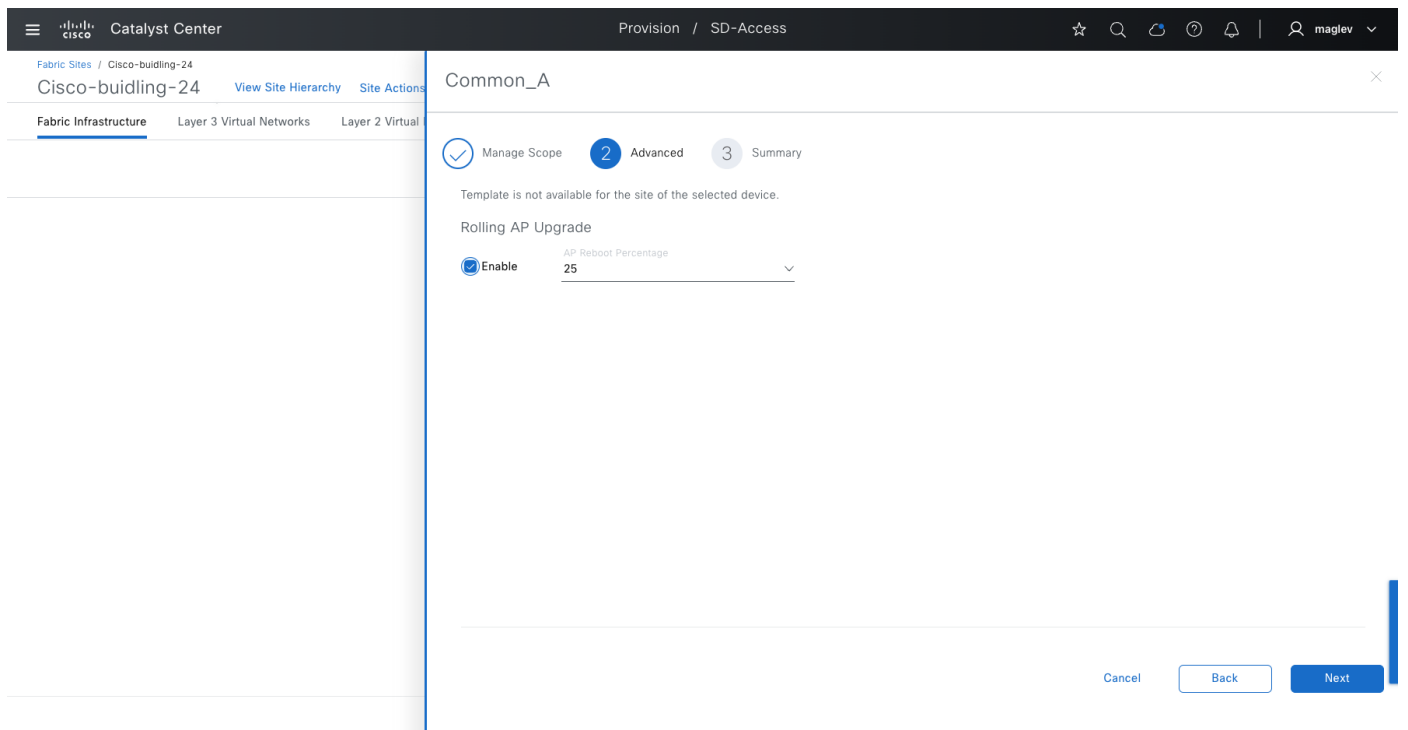 cisco Catalyst Center Provision / SD-Access maglev
Fabric Sites / Cisco-buidling-24
Cisco-buidling-24 View Site Hierarchy Site Actions
Fabric Infrastructure Layer 3 Virtual Networks Layer 2 Virtual
Common_A
Manage Scope 2 Advanced 3 Summary
Template is not available for the site of the selected device.
Rolling AP Upgrade
AP Reboot Percentage
Enable 25
Cancel Back Next